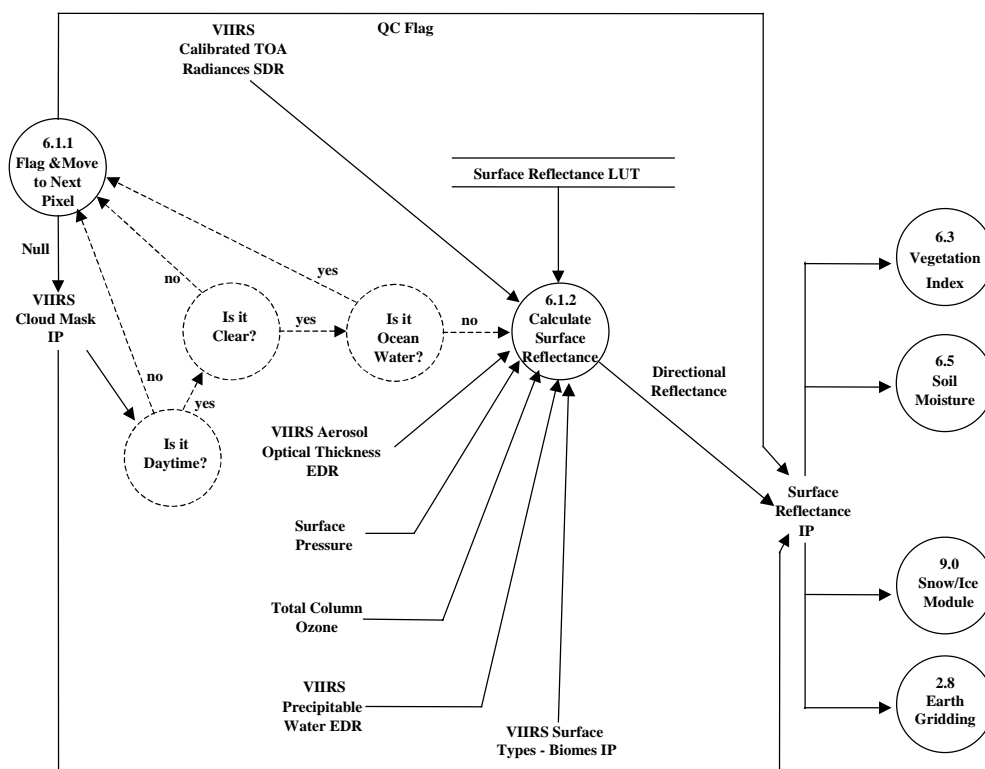 QC Flag
VIIRS
Calibrated TOA
Radiances SDR
6.1.1
Flag &Move
to Next
Pixel
Surface Reflectance LUT
Null
no
yes
VIIRS
Cloud Mask
IP
Is it
Clear?
yes
Is it
Ocean
Water?
no
6.1.2
Calculate
Surface
Reflectance
6.3
Vegetation
Index
no
yes
Is it
Daytime?
Directional
Reflectance
6.5
Soil
Moisture
VIIRS Aerosol
Optical Thickness
EDR
Surface
Reflectance
IP
Surface
Pressure
9.0
Snow/Ice
Module
Total Column
Ozone
VIIRS
Precipitable
Water EDR
2.8
Earth
Gridding
VIIRS Surface
Types - Biomes IP